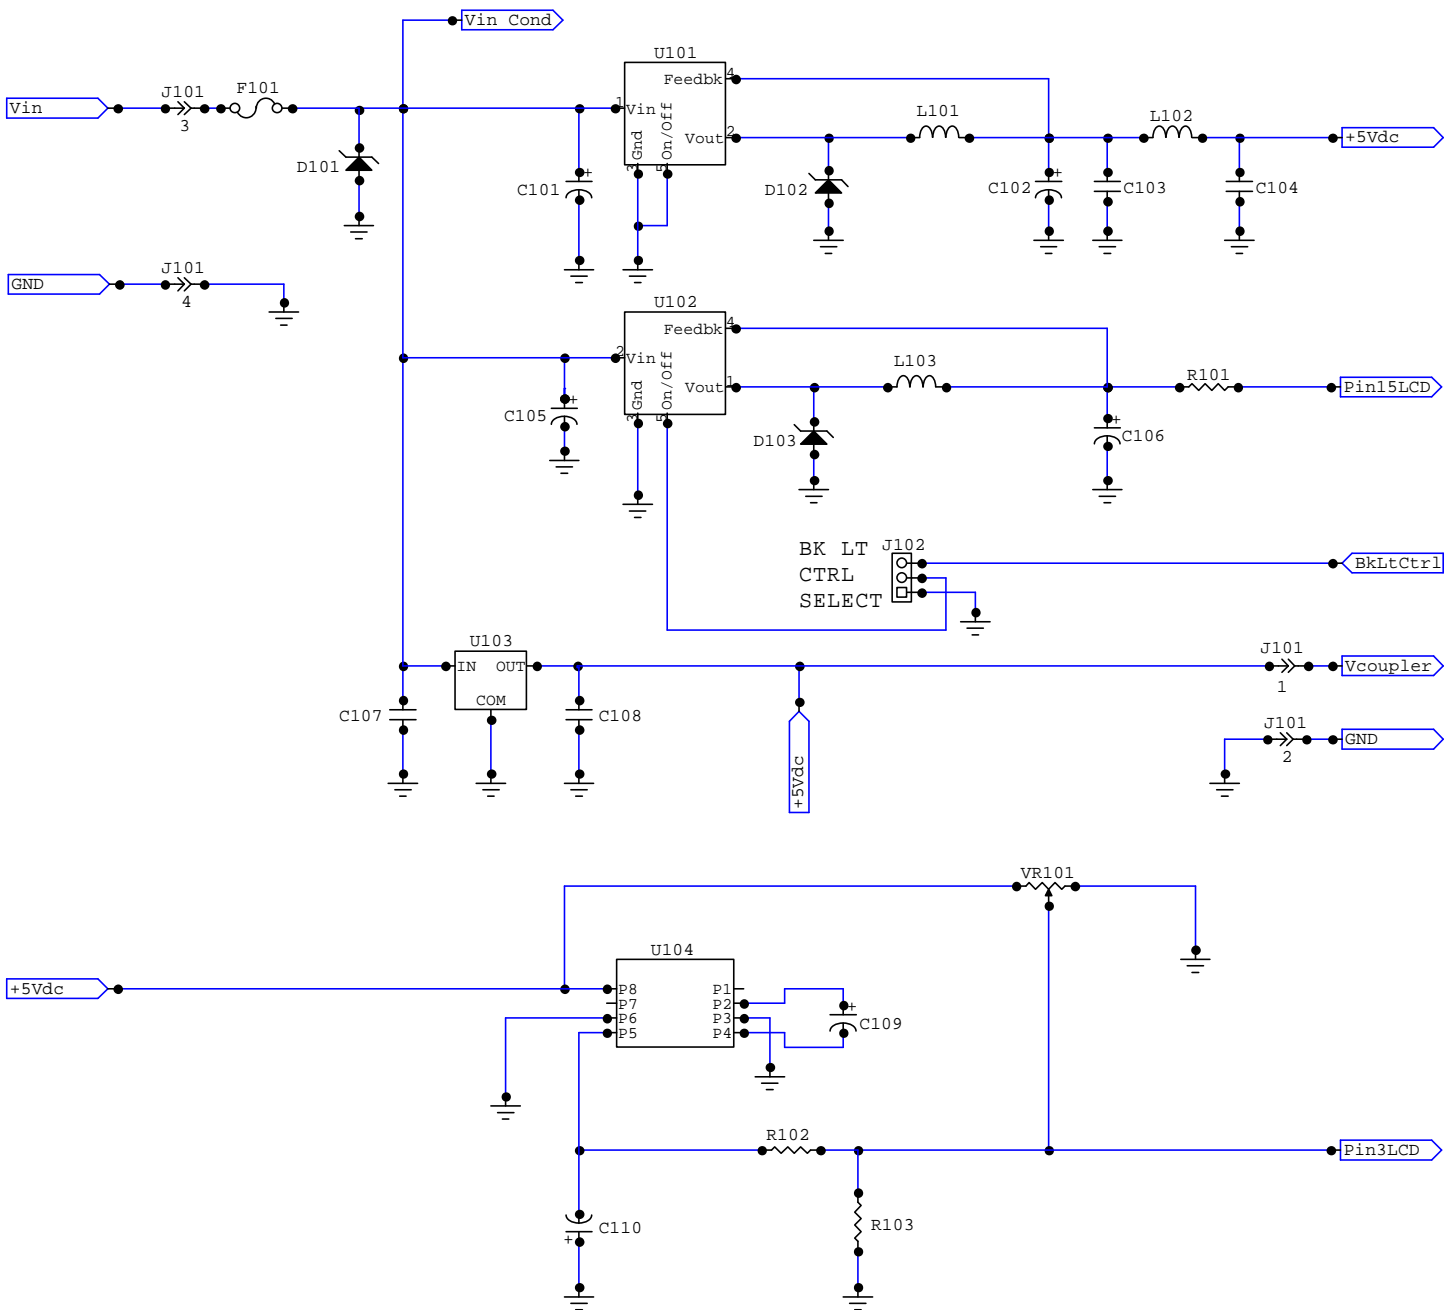 Vin Cond
U101
Feedbk
4
J101
F101
Vin
1
Vin
L101
L102
3
Vout
2
+5Vdc
Gnd
On/Off
3
5
D101
C101
+
D102
C102
+
C103
C104
J101
GND
4
U102
Feedbk
4
2
Vin
L103
R101
Vout
1
Pin15LCD
Gnd
On/Off
3
5
C105
+
D103
+
C106
BK LT
J102
CTRL
SELECT
BkLtCtrl
U103
J101
IN
OUT
Vcoupler
COM
1
C107
C108
J101
GND
2
+5Vdc
VR101
U104
+5Vdc
P8
P1
P7
P2
P6
P3
P5
P4
+
C109
R102
Pin3LCD
C110
+
R103